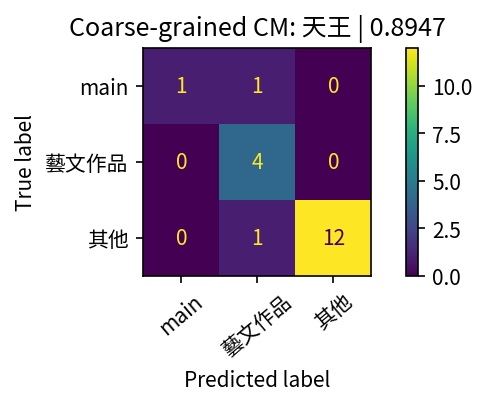 Coarse-grained CM: 天王 | 0.8947
True label
main 1 1 0
藝文作品 0 4 0
其他 0 1 12
main 藝文作品 其他
Predicted label
10.0
7.5
5.0
2.5
0.0